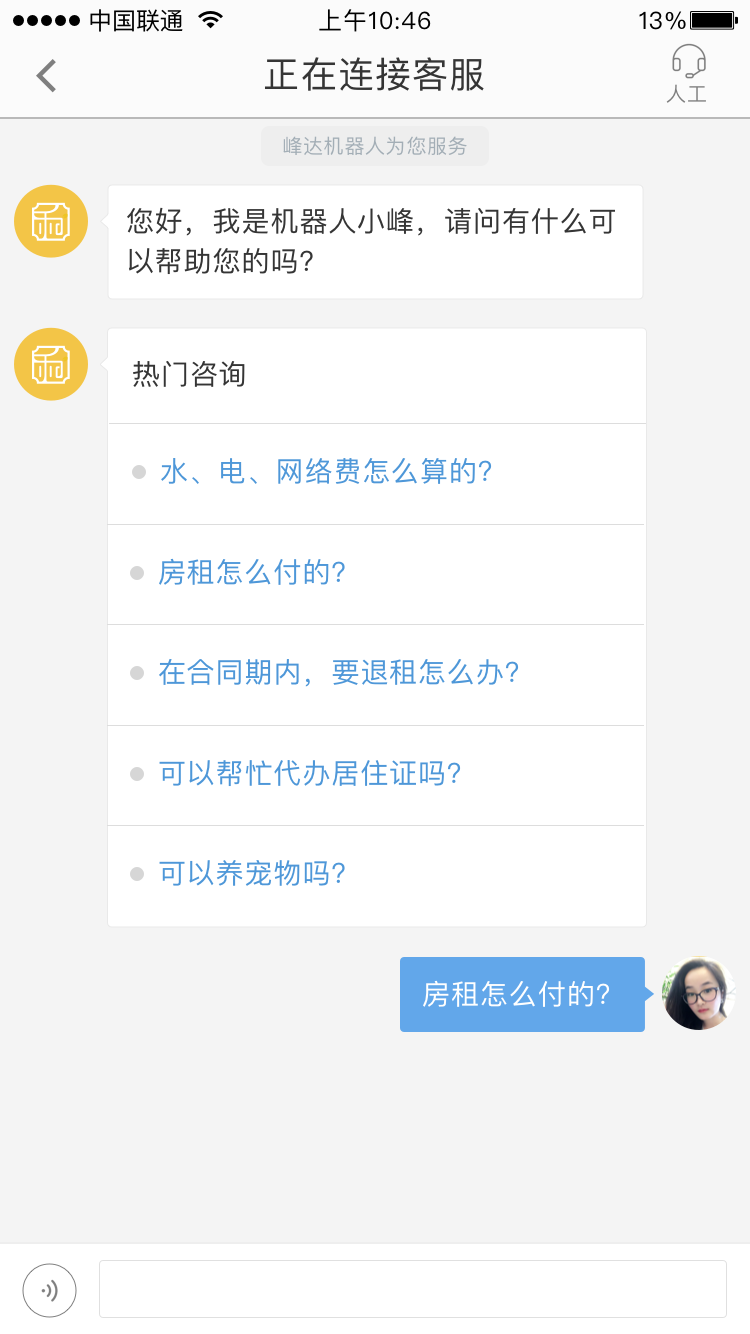 中国联通
上午10:46
13%
正在连接客服
人工
峰达机器人为您服务
您好，我是机器人小峰，请问有什么可
以帮助您的吗?
热门咨询
水、电、网络费怎么算的?
房租怎么付的?
在合同期内，要退租怎么办?
可以帮忙代办居住证吗?
可以养宠物吗?
房租怎么付的?